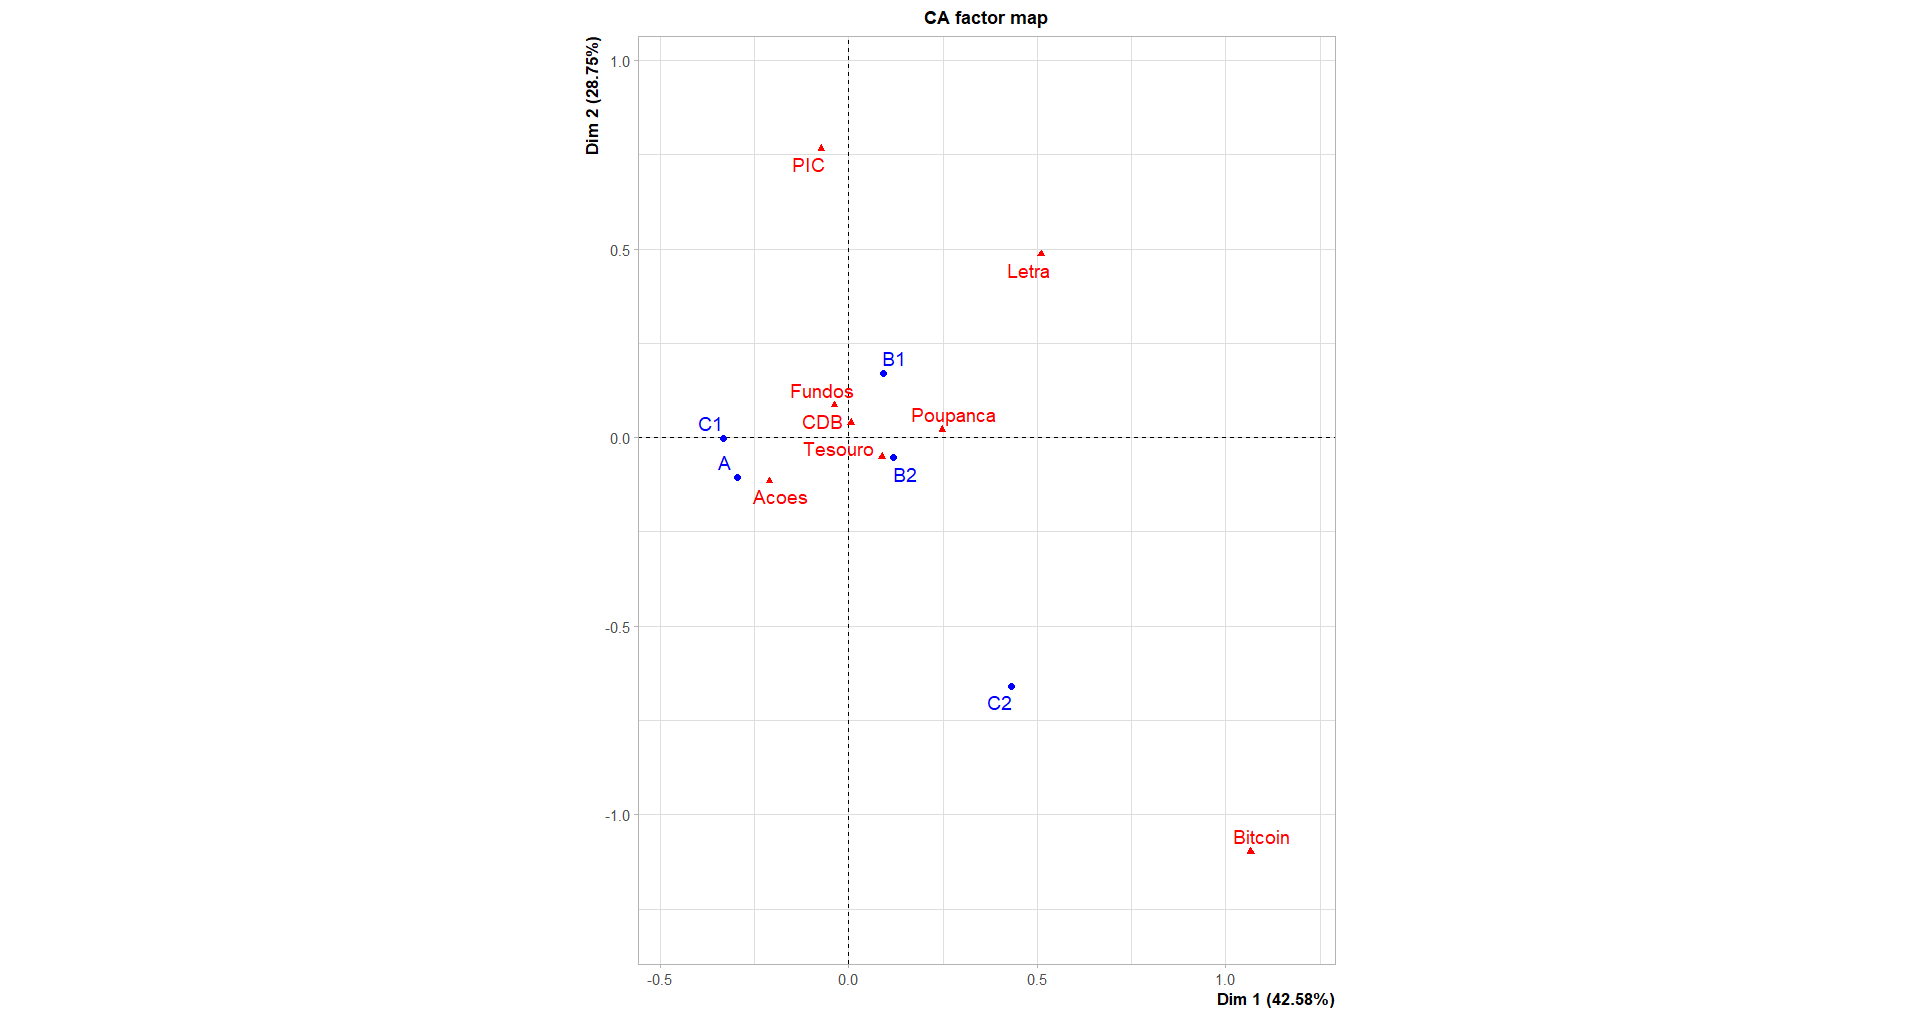 CA factor map
Dim 2 (28.75%)
1.0
0.5
0.0
-0.5
-1.0
PIC
Letra
B1
Fundos
Poupanca
CDB
C1
Tesouro
A
B2
Acoes
C2
Bitcoin
-0.5
0.0
0.5
1.0
Dim 1 (42.58%)